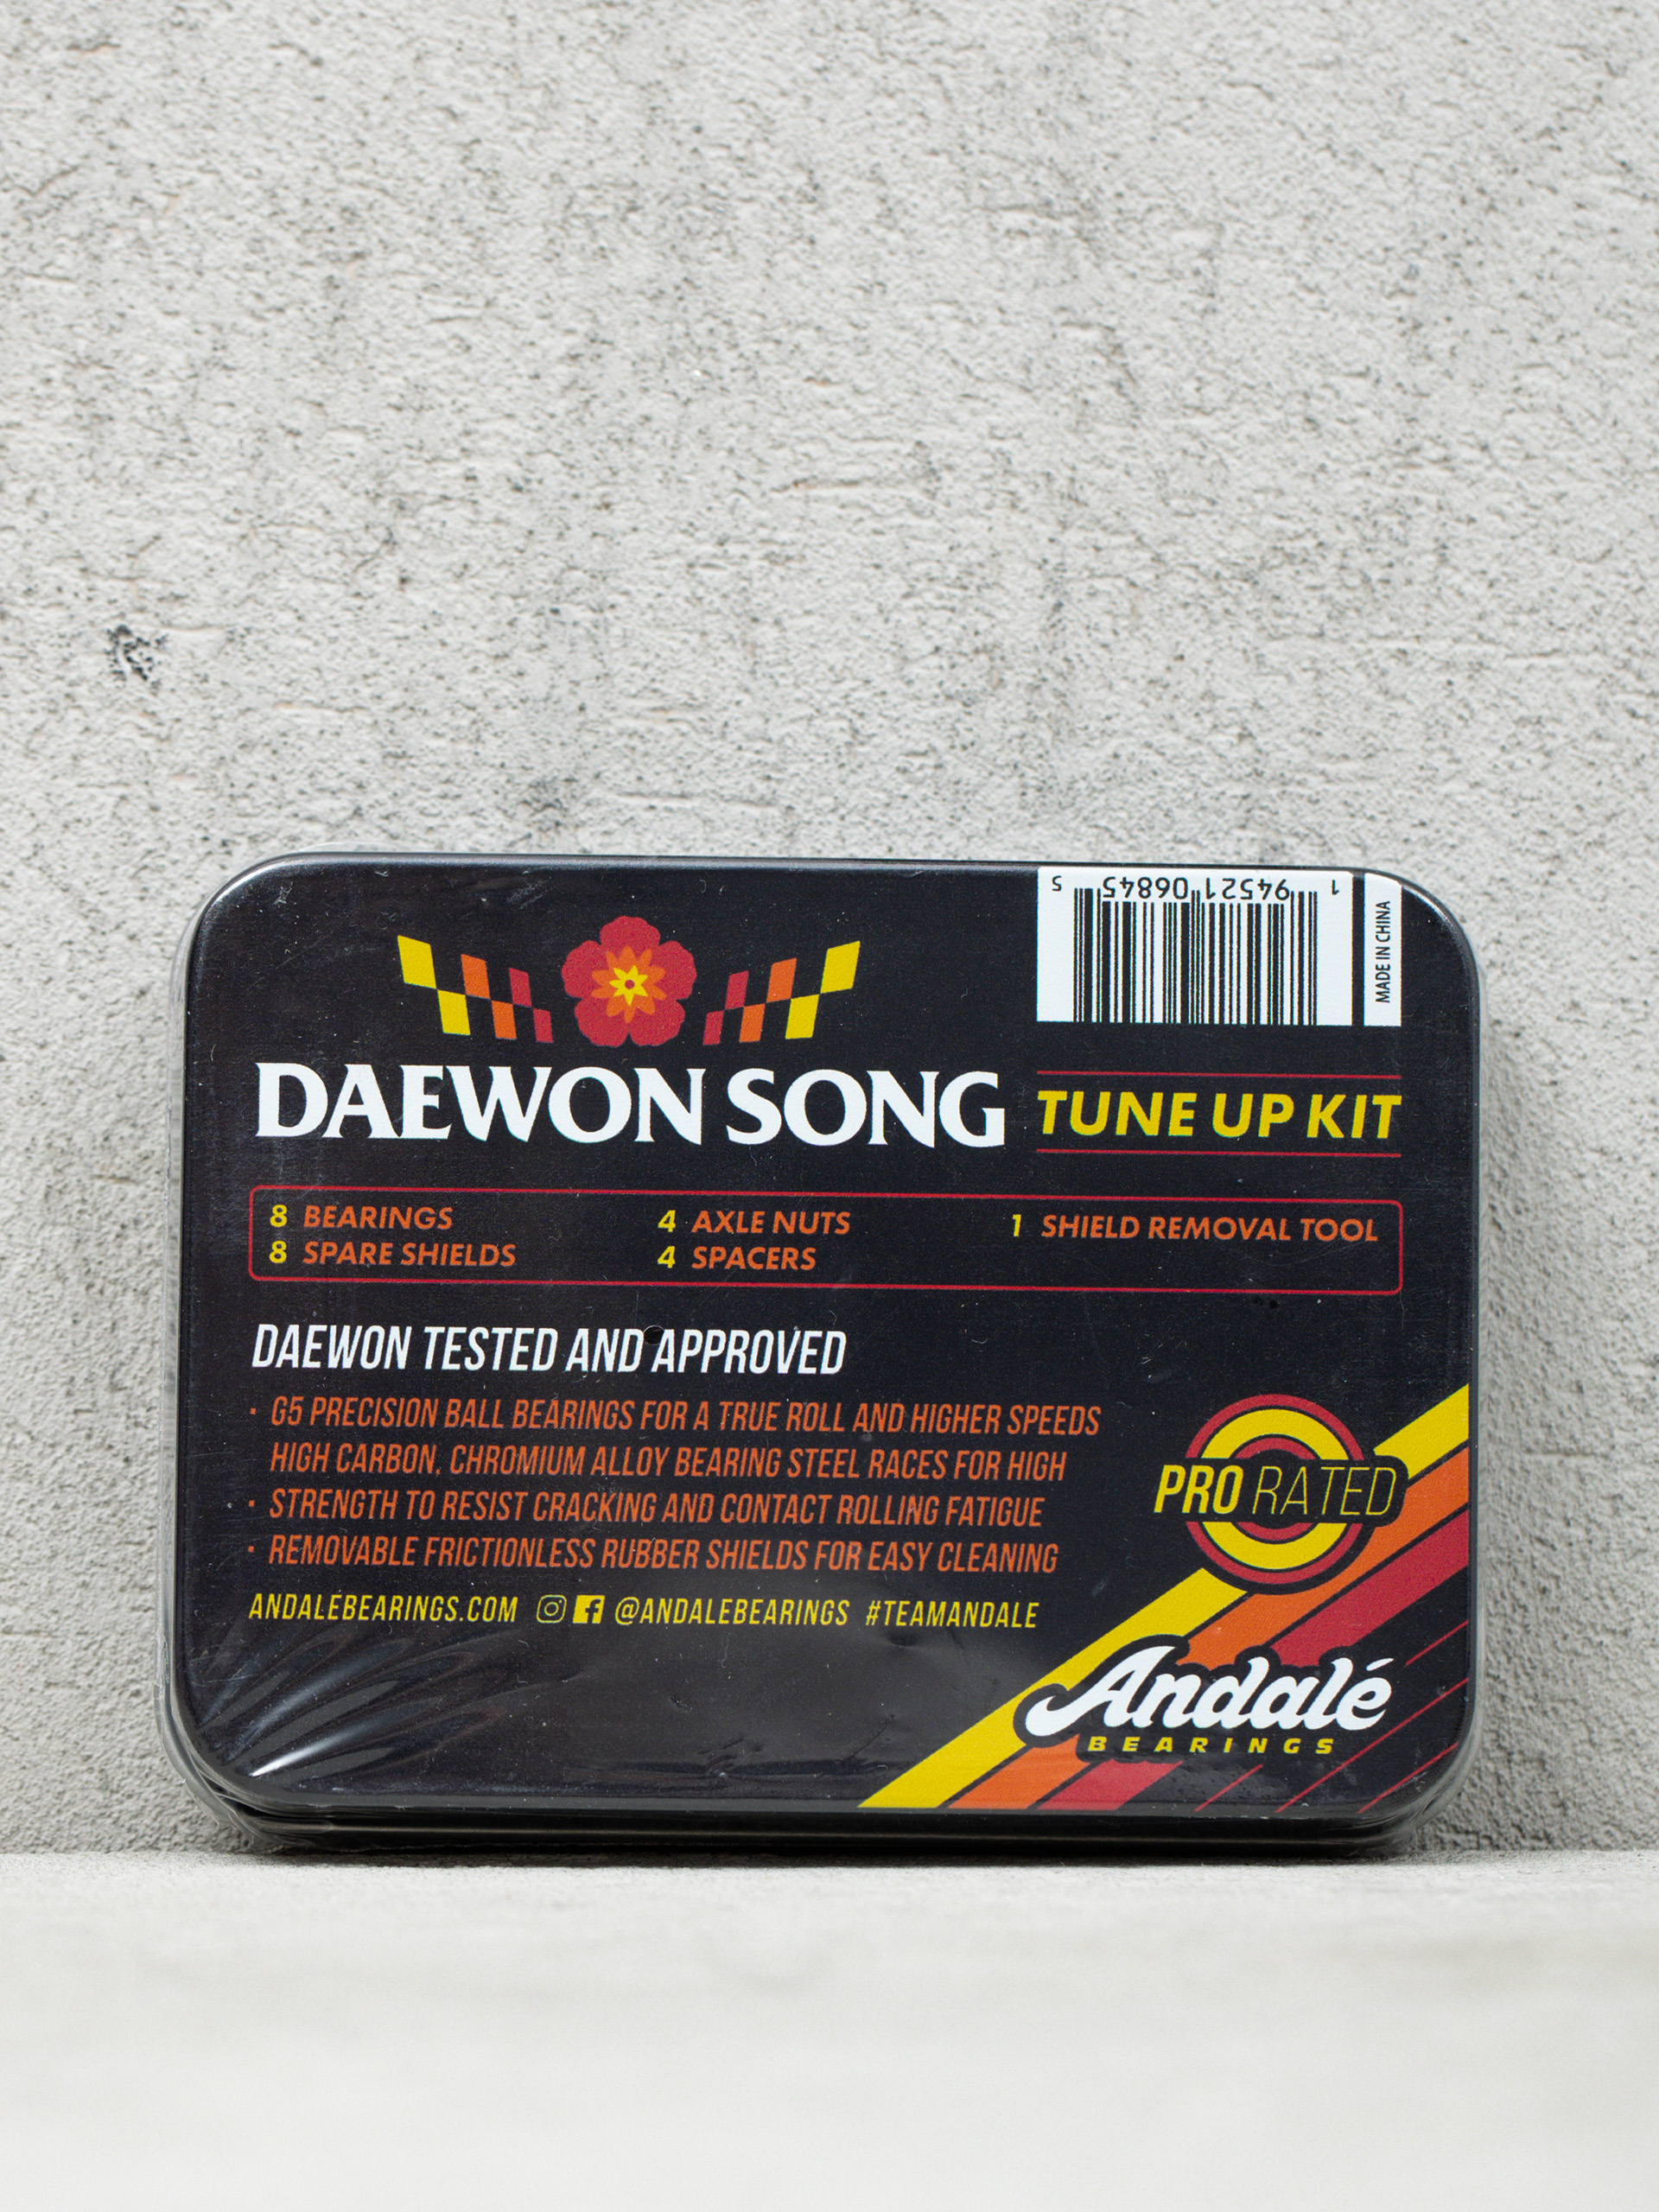 1 94521 06845 5
MADE IN CHINA
DAEWON SONG
TUNE UP KIT
8 BEARINGS
8 SPARE SHIELDS
4 AXLE NUTS
4 SPACERS
1 SHIELD REMOVAL TOOL
DAEWON TESTED AND APPROVED
· G5 PRECISION BALL BEARINGS FOR A TRUE ROLL AND HIGHER SPEEDS
HIGH CARBON, CHROMIUM ALLOY BEARING STEEL RACES FOR HIGH
· STRENGTH TO RESIST CRACKING AND CONTACT ROLLING FATIGUE
· REMOVABLE FRICTIONLESS RUBBER SHIELDS FOR EASY CLEANING
ANDALEBEARINGS.COM @ANDALEBEARINGS #TEAMANDALE
PRO RATED
Andalé
BEARINGS